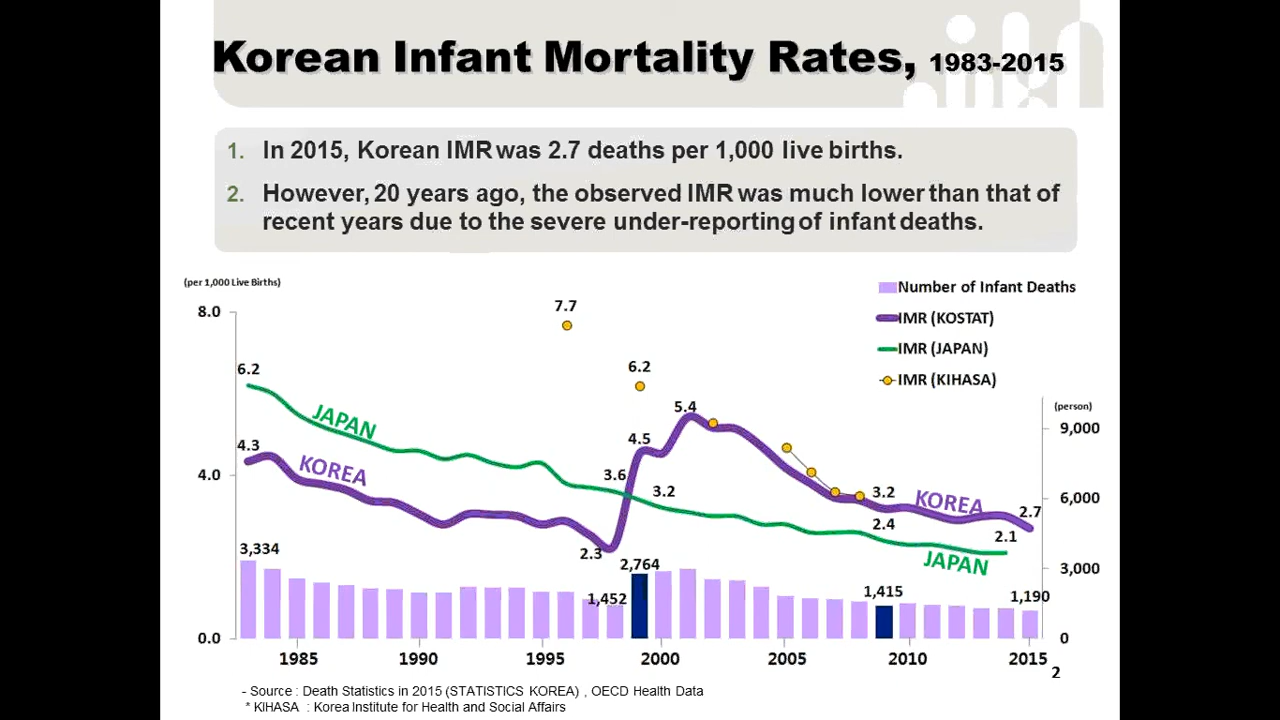 Korean Infant Mortality Rates, 1983-2015
1. In 2015, Korean IMR was 2.7 deaths per 1,000 live births.
2. However, 20 years ago, the observed IMR was much lower than that of
recent years due to the severe under-reporting of infant deaths.
(per 1,000 Live Births)
Number of Infant Deaths
IMR (KOSTAT)
IMR (JAPAN)
IMR (KIHASA)
8.0
7.7
6.2
6.2
5.4
(person)
JAPAN
9,000
4.3
4.5
KOREA
4.0
3.6
3.2
3.2
KOREA
6,000
2.7
2.4
2.1
2.3
JAPAN
3,334
2,764
3,000
1,452
1,415
1,190
0.0
0
1985
1990
1995
2000
2005
2010
2015
2
- Source : Death Statistics in 2015 (STATISTICS KOREA) , OECD Health Data
* KIHASA : Korea Institute for Health and Social Affairs